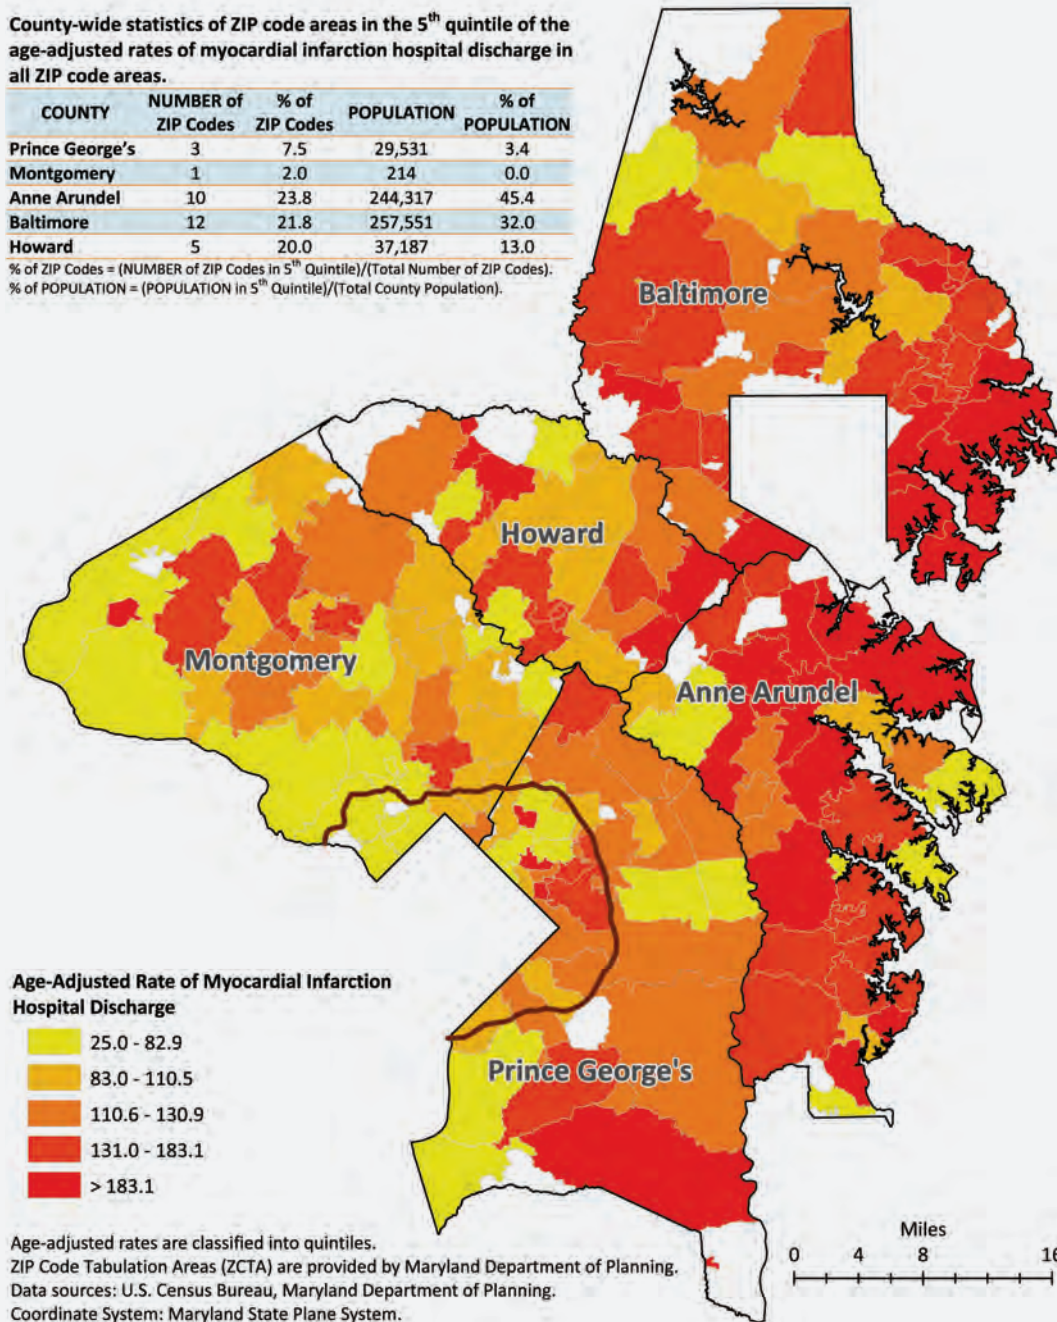 County-wide statistics of ZIP code areas in the 5th quintile of the
age-adjusted rates of myocardial infarction hospital discharge in
all ZIP code areas.
COUNTY NUMBER of ZIP Codes % of ZIP Codes POPULATION % of POPULATION
Prince George's 3 7.5 29,531 3.4
Montgomery 1 2.0 214 0.0
Anne Arundel 10 23.8 244,317 45.4
Baltimore 12 21.8 257,551 32.0
Howard 5 20.0 37,187 13.0
% of ZIP Codes = (NUMBER of ZIP Codes in 5th Quintile)/(Total Number of ZIP Codes).
% of POPULATION = (POPULATION in 5th Quintile)/(Total County Population).
Baltimore
Howard
Montgomery
Anne Arundel
Prince George's
Age-Adjusted Rate of Myocardial Infarction
Hospital Discharge
25.0 - 82.9
83.0 - 110.5
110.6 - 130.9
131.0 - 183.1
> 183.1
Age-adjusted rates are classified into quintiles.
ZIP Code Tabulation Areas (ZCTA) are provided by Maryland Department of Planning.
Data sources: U.S. Census Bureau, Maryland Department of Planning.
Coordinate System: Maryland State Plane System.
Miles
0 4 8 16